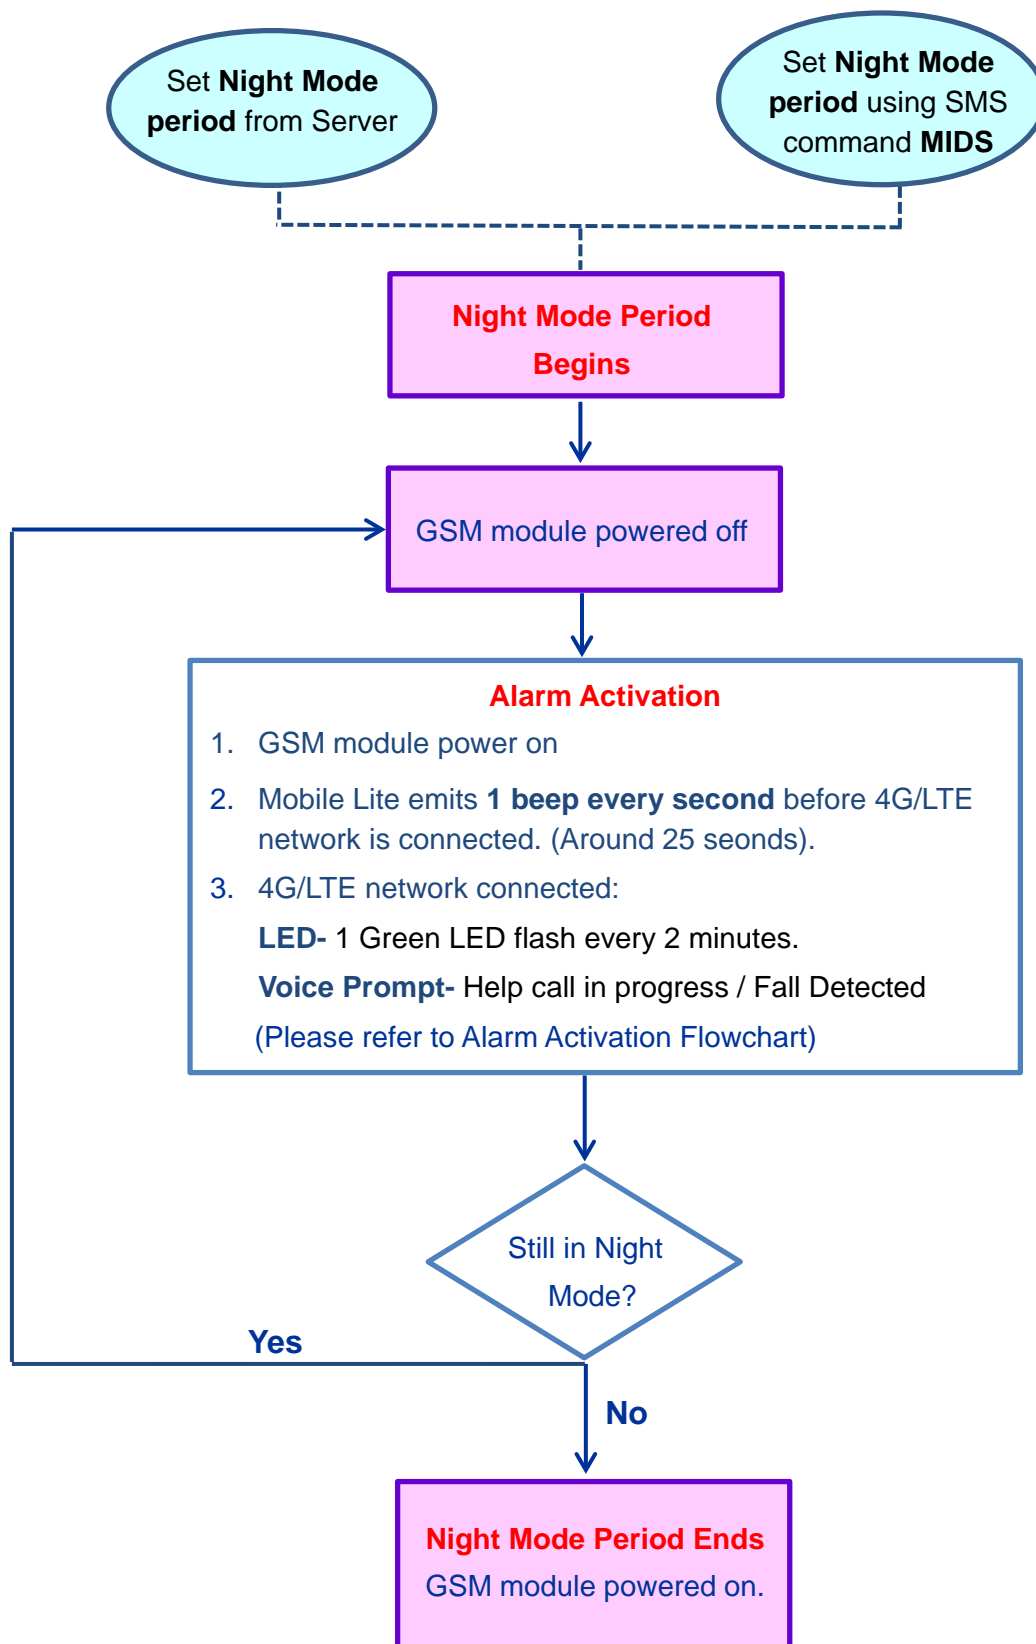 Set Night Mode
period from Server
Set Night Mode
period using SMS
command MIDS
Night Mode Period
Begins
GSM module powered off
Alarm Activation
1. GSM module power on
2. Mobile Lite emits 1 beep every second before 4G/LTE
network is connected. (Around 25 seonds).
3. 4G/LTE network connected:
LED- 1 Green LED flash every 2 minutes.
Voice Prompt- Help call in progress / Fall Detected
(Please refer to Alarm Activation Flowchart)
Still in Night
Mode?
Yes
No
Night Mode Period Ends
GSM module powered on.